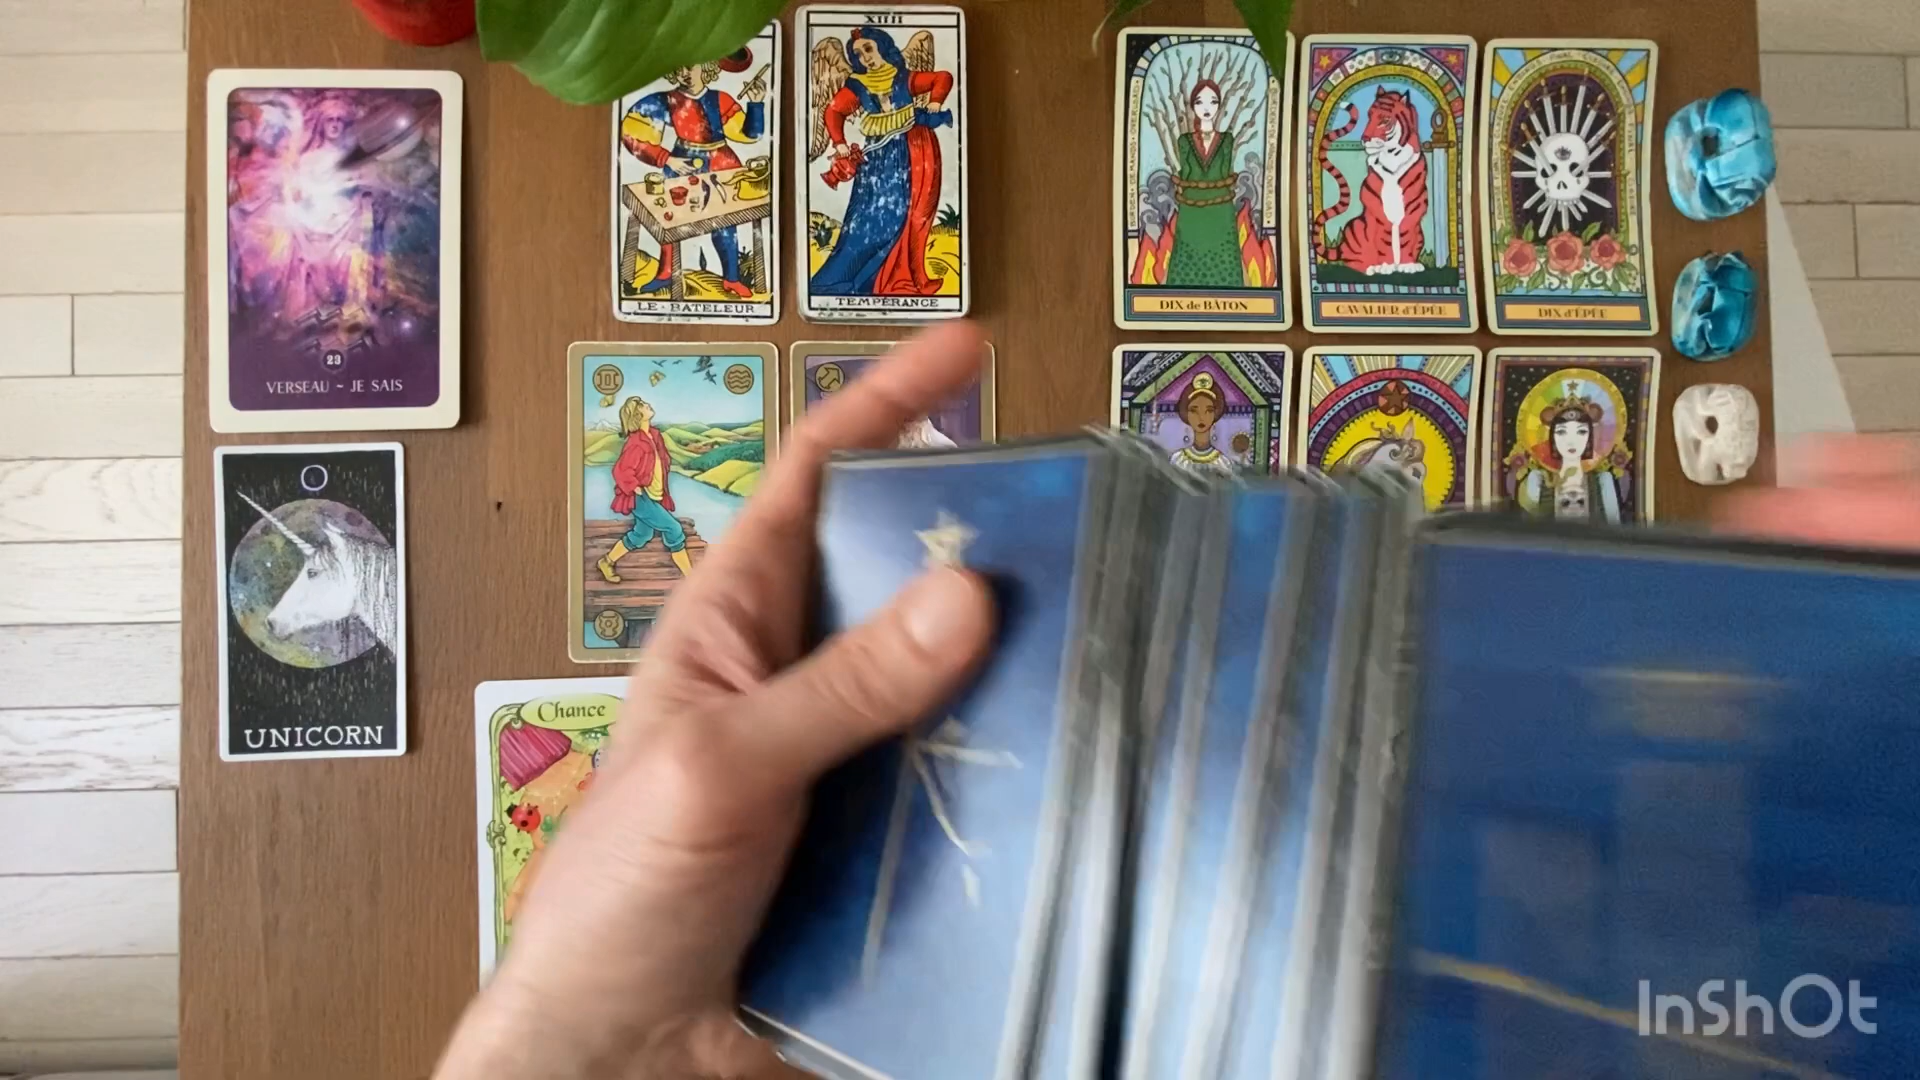 XIIII
LE·BATELEUR
TEMPÉRANCE
DIX de BÂTON
CAVALIER d'ÉPÉE
DIX d'ÉPÉE
23
VERSEAU ~ JE SAIS
UNICORN
Chance
InShOt